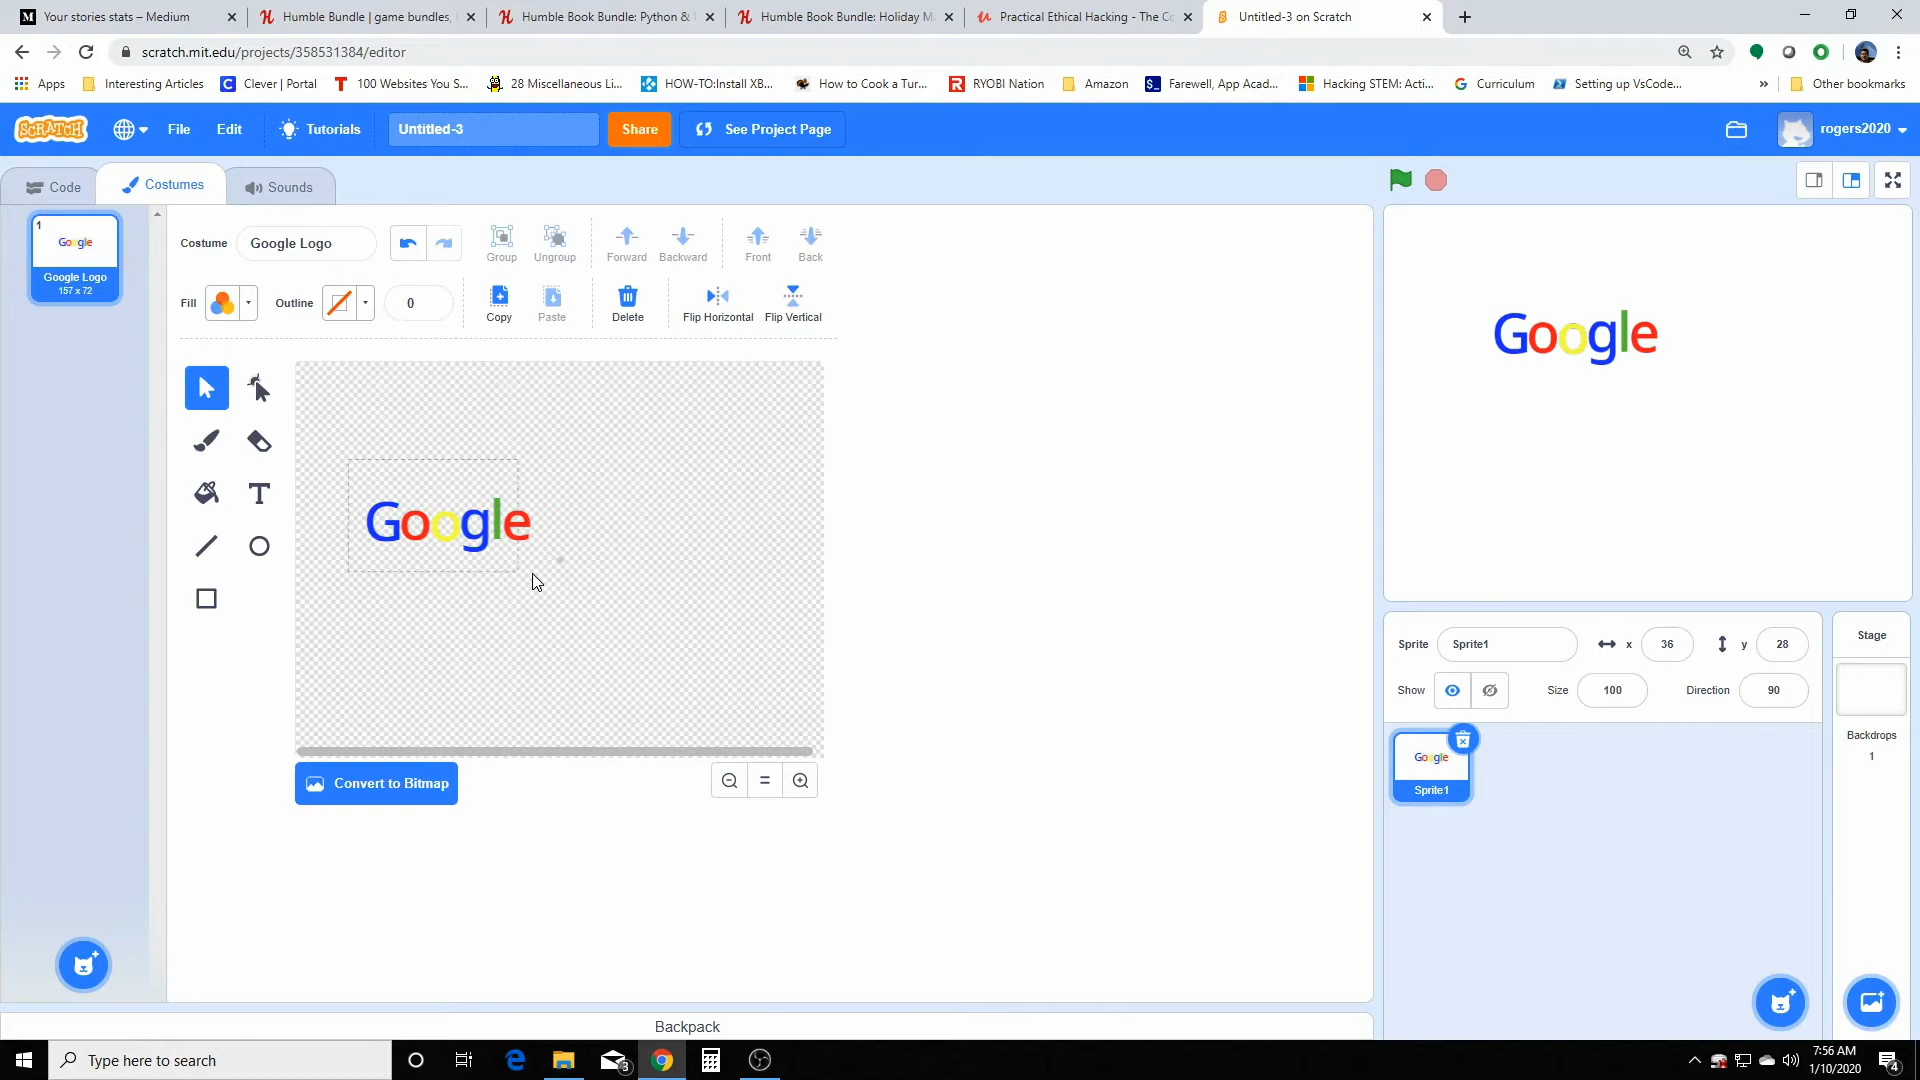 Your stories stats – Medium
Humble Bundle | game bundles,
Humble Book Bundle: Python &
Humble Book Bundle: Holiday M
Practical Ethical Hacking - The Co
Untitled-3 on Scratch
scratch.mit.edu/projects/358531384/editor
Apps
Interesting Articles
Clever | Portal
100 Websites You S...
28 Miscellaneous Li...
HOW-TO:Install XB...
How to Cook a Tur...
RYOBI Nation
Amazon
Farewell, App Acad...
Hacking STEM: Acti...
Curriculum
Setting up VsCode...
Other bookmarks
SCRATCH
File
Edit
Tutorials
Untitled-3
Share
See Project Page
rogers2020
Code
Costumes
Sounds
1
Google
Google Logo
157 x 72
Costume
Google Logo
Group
Ungroup
Forward
Backward
Front
Back
Fill
Outline
0
Copy
Paste
Delete
Flip Horizontal
Flip Vertical
T
Google
Convert to Bitmap
Google
Sprite
Sprite1
x
36
y
28
Show
Size
100
Direction
90
Google
Sprite1
Stage
Backdrops
1
Backpack
Type here to search
3
7:56 AM
1/10/2020
4